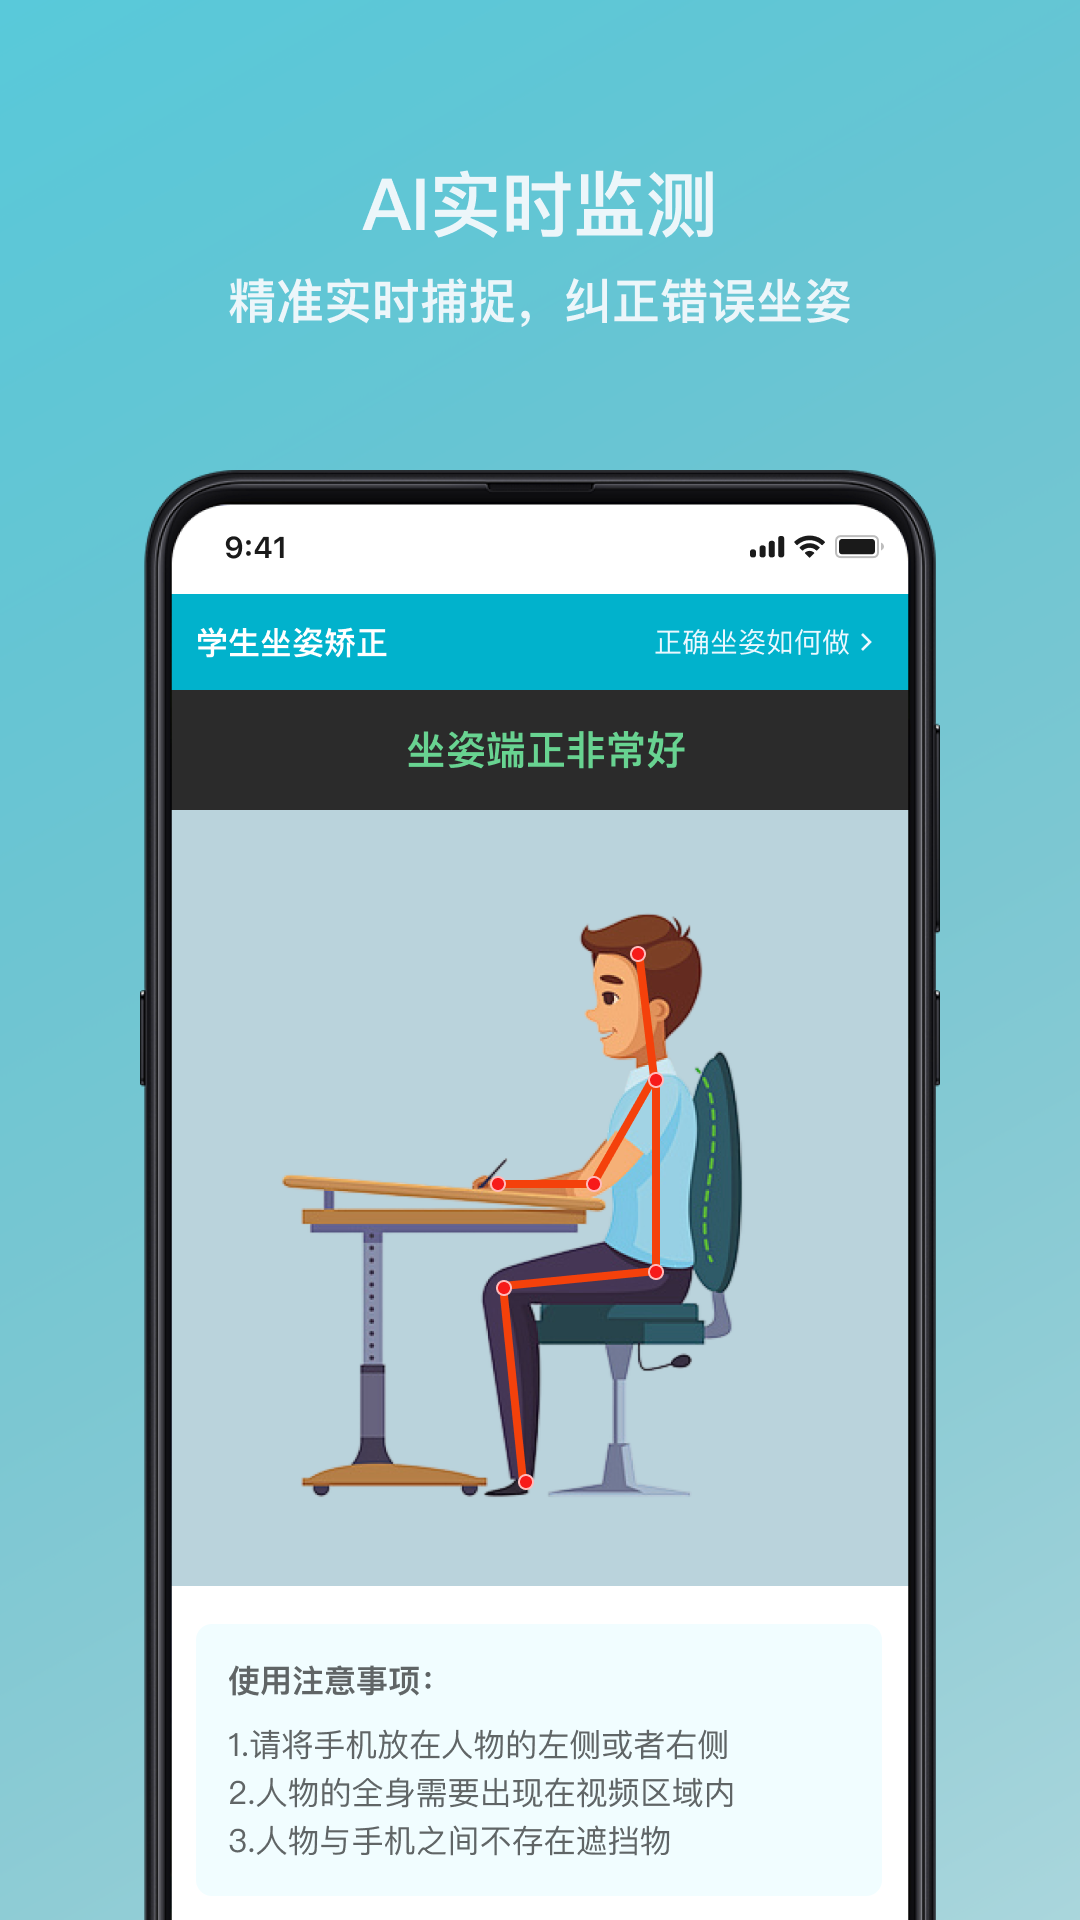 AI实时监测
精准实时捕捉，纠正错误坐姿
9:41
学生坐姿矫正
正确坐姿如何做
坐姿端正非常好
使用注意事项：
1.请将手机放在人物的左侧或者右侧
2.人物的全身需要出现在视频区域内
3.人物与手机之间不存在遮挡物